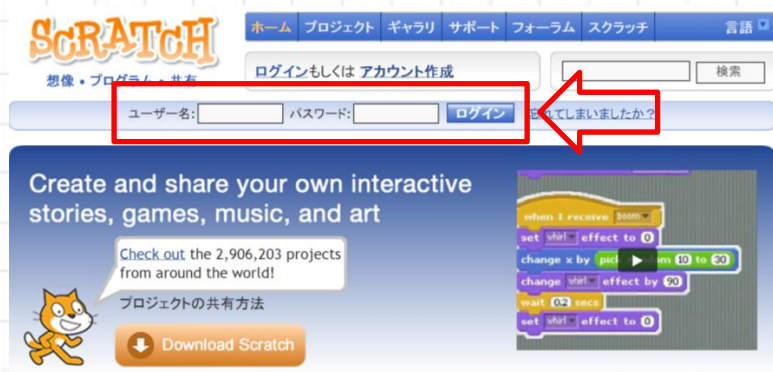 SCRATCH
想像・プログラム・共有
ホーム プロジェクト ギャラリ サポート フォーラム スクラッチ 言語
ログインもしくは アカウント作成
検索
ユーザー名: パスワード: ログイン れてしまいましたか?
Create and share your own interactive
stories, games, music, and art
Check out the 2,906,203 projects
from around the world!
プロジェクトの共有方法
Download Scratch
when I receive boom
set whirl effect to 0
change x by pick random 10 to 30
change whirl effect by 90
wait 0.2 secs
set whirl effect to 0